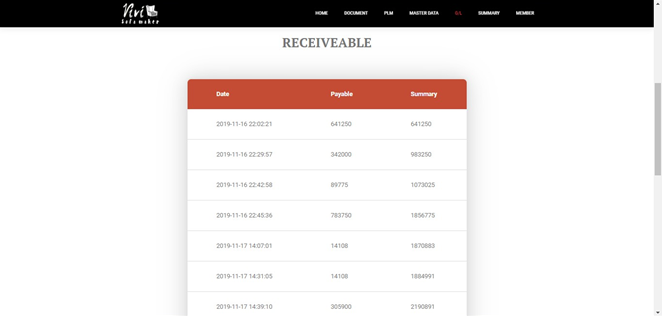 Vivi
sofa maker
HOME DOCUMENT PLM MASTER DATA G/L SUMMARY MEMBER
RECEIVEABLE
Date Payable Summary
2019-11-16 22:02:21 641250 641250
2019-11-16 22:29:57 342000 983250
2019-11-16 22:42:58 89775 1073025
2019-11-16 22:45:36 783750 1856775
2019-11-17 14:07:01 14108 1870883
2019-11-17 14:31:05 14108 1884991
2019-11-17 14:39:10 305900 2190891